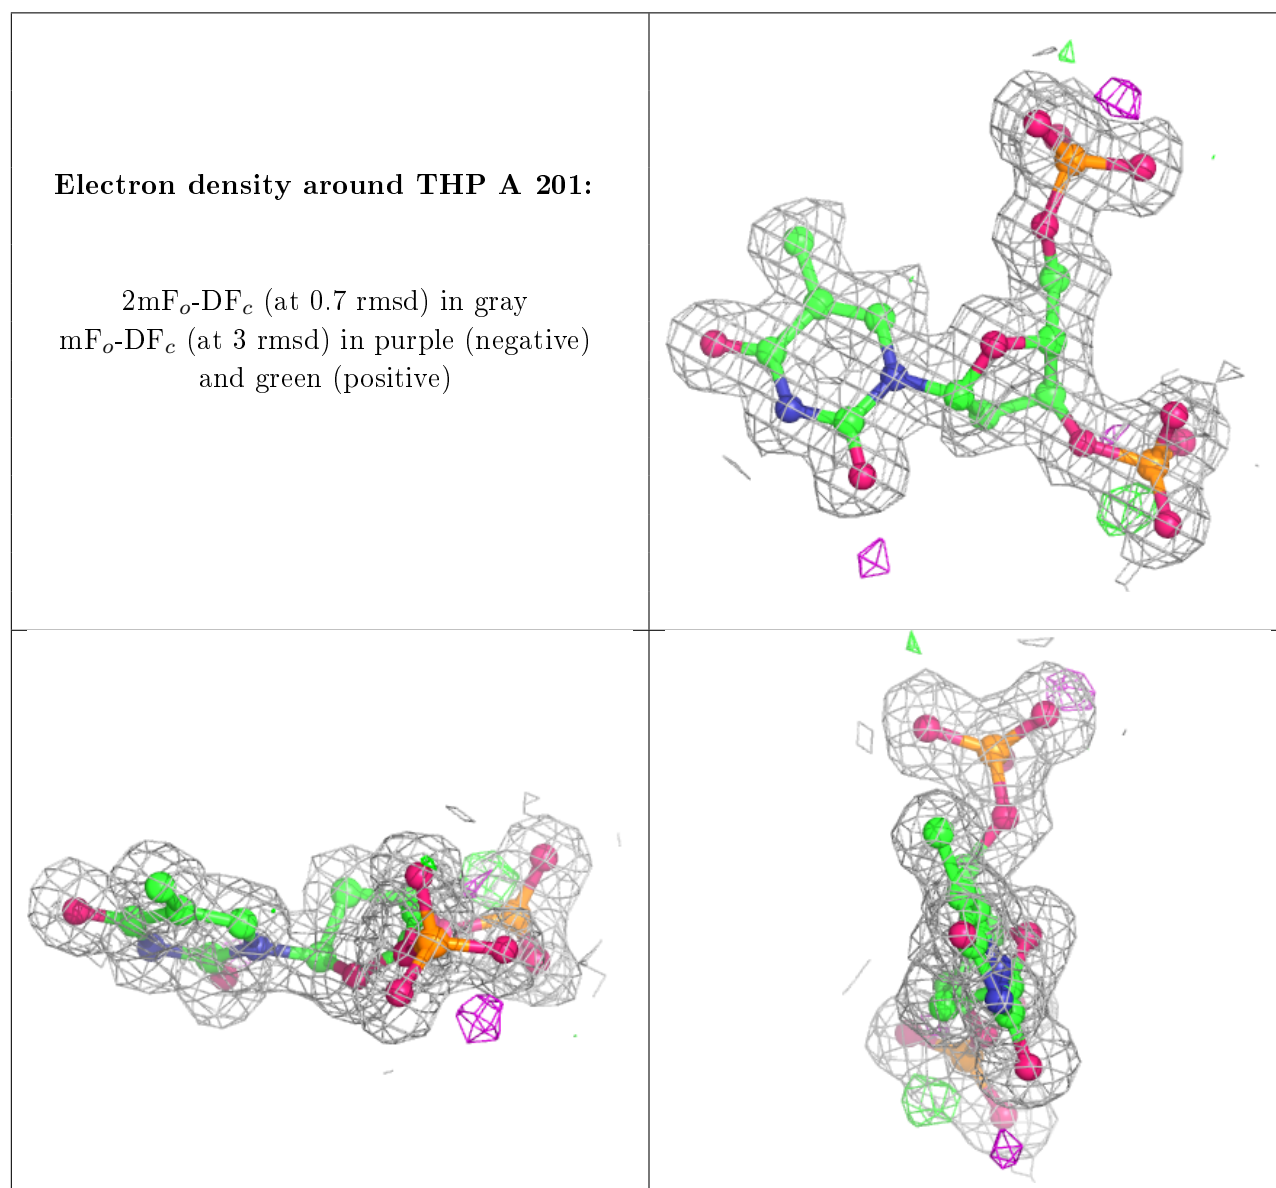 Electron density around THP A 201:
2mFo-DFc (at 0.7 rmsd) in gray
mFo-DFc (at 3 rmsd) in purple (negative)
and green (positive)